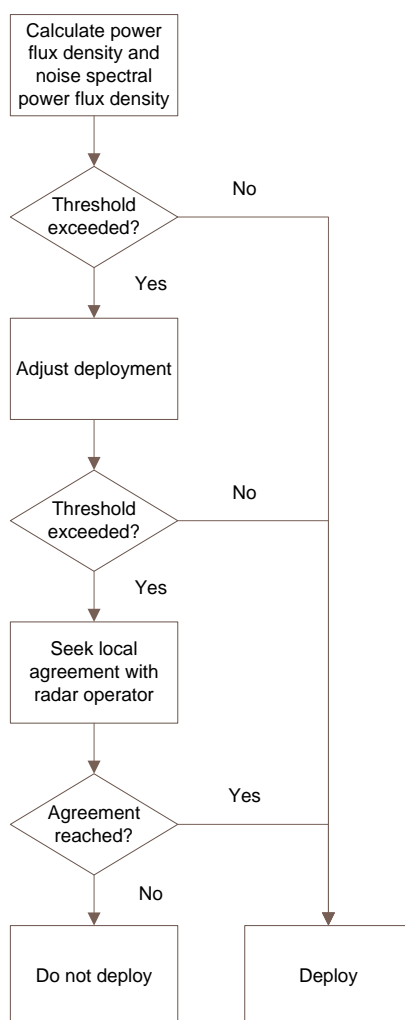 Calculate power
flux density and
noise spectral
power flux density
No
Threshold
exceeded?
Yes
Adjust deployment
No
Threshold
exceeded?
Yes
Seek local
agreement with
radar operator
Yes
Agreement
reached?
No
Do not deploy
Deploy